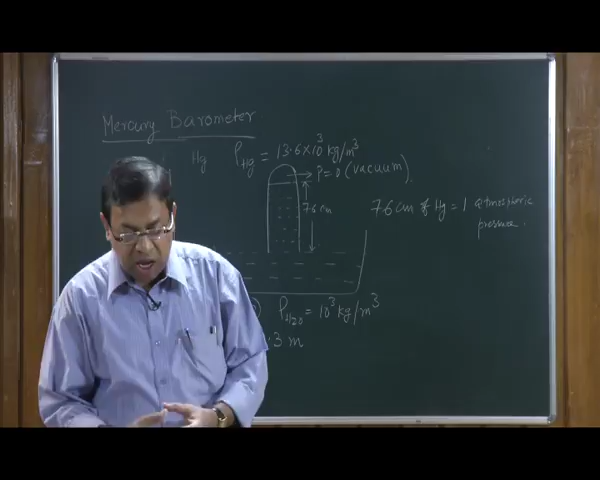 Mercury Barometer
Hg ρHg = 13.6×10³ kg/m³
P=0 (vacuum)
76 cm
76 cm of Hg = 1 atmospheric
pressure.
) ρH₂O = 10³ kg/m³
.3 m